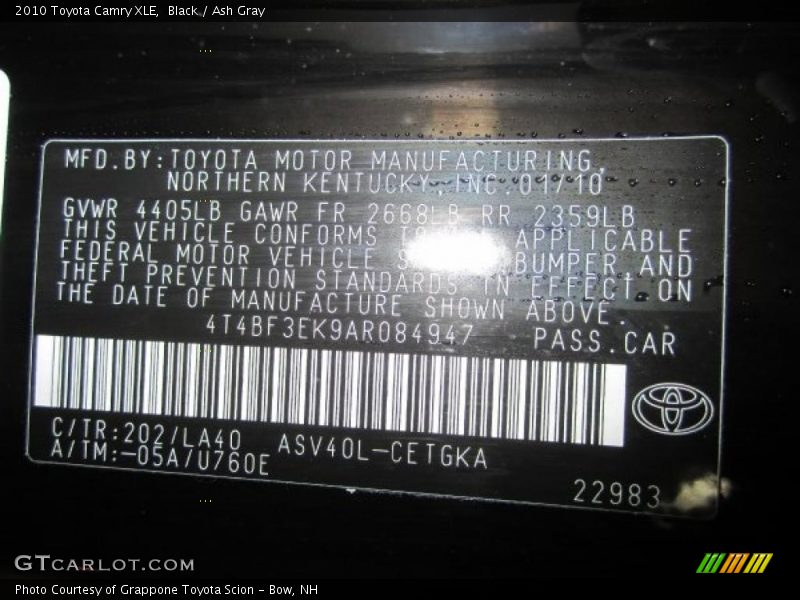 2010 Toyota Camry XLE,  Black / Ash Gray
MFD.BY:TOYOTA MOTOR MANUFACTURING,
NORTHERN KENTUCKY, INC. 01/10
GVWR 4405LB GAWR FR 2668LB RR 2359LB
THIS VEHICLE CONFORMS APPLICABLE
FEDERAL MOTOR VEHICLE BUMPER AND
THEFT PREVENTION STANDARDS IN EFFECT ON
THE DATE OF MANUFACTURE SHOWN ABOVE.
4T4BF3EK9AR084947 PASS.CAR
C/TR:202/LA40 ASV40L-CETGKA
A/TM:-05A/U760E
22983
GTCARLOT.COM
Photo Courtesy of Grappone Toyota Scion - Bow, NH